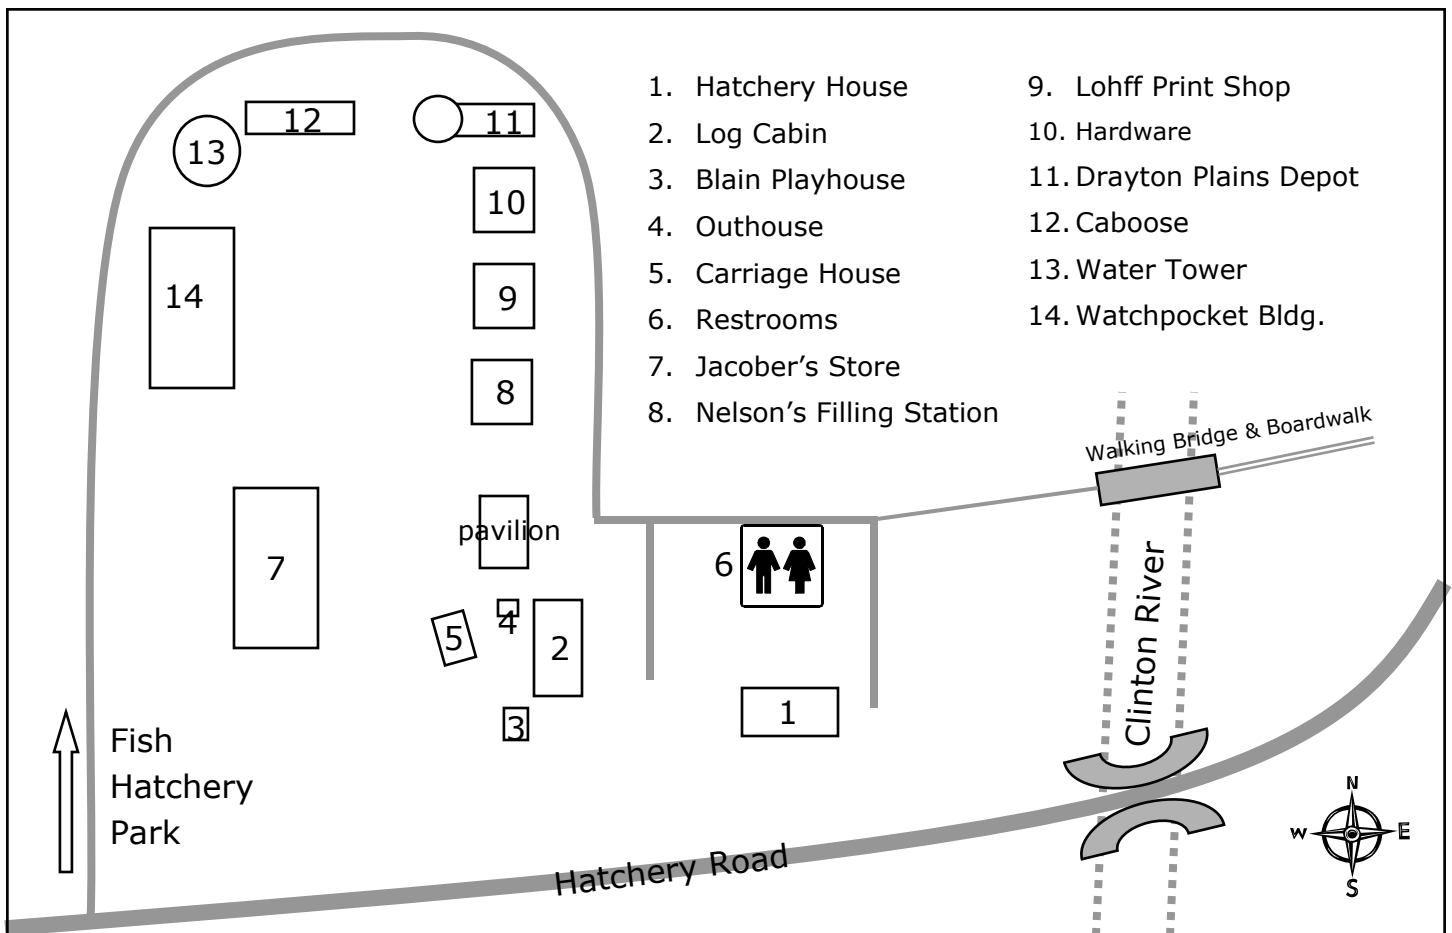 1. Hatchery House
2. Log Cabin
3. Blain Playhouse
4. Outhouse
5. Carriage House
6. Restrooms
7. Jacober’s Store
8. Nelson’s Filling Station
9. Lohff Print Shop
10. Hardware
11. Drayton Plains Depot
12. Caboose
13. Water Tower
14. Watchpocket Bldg.
12
11
13
10
14
9
8
Walking Bridge & Boardwalk
pavilion
6
7
4
5
2
Clinton River
1
3
Fish
Hatchery
Park
Hatchery Road
N
W
E
S